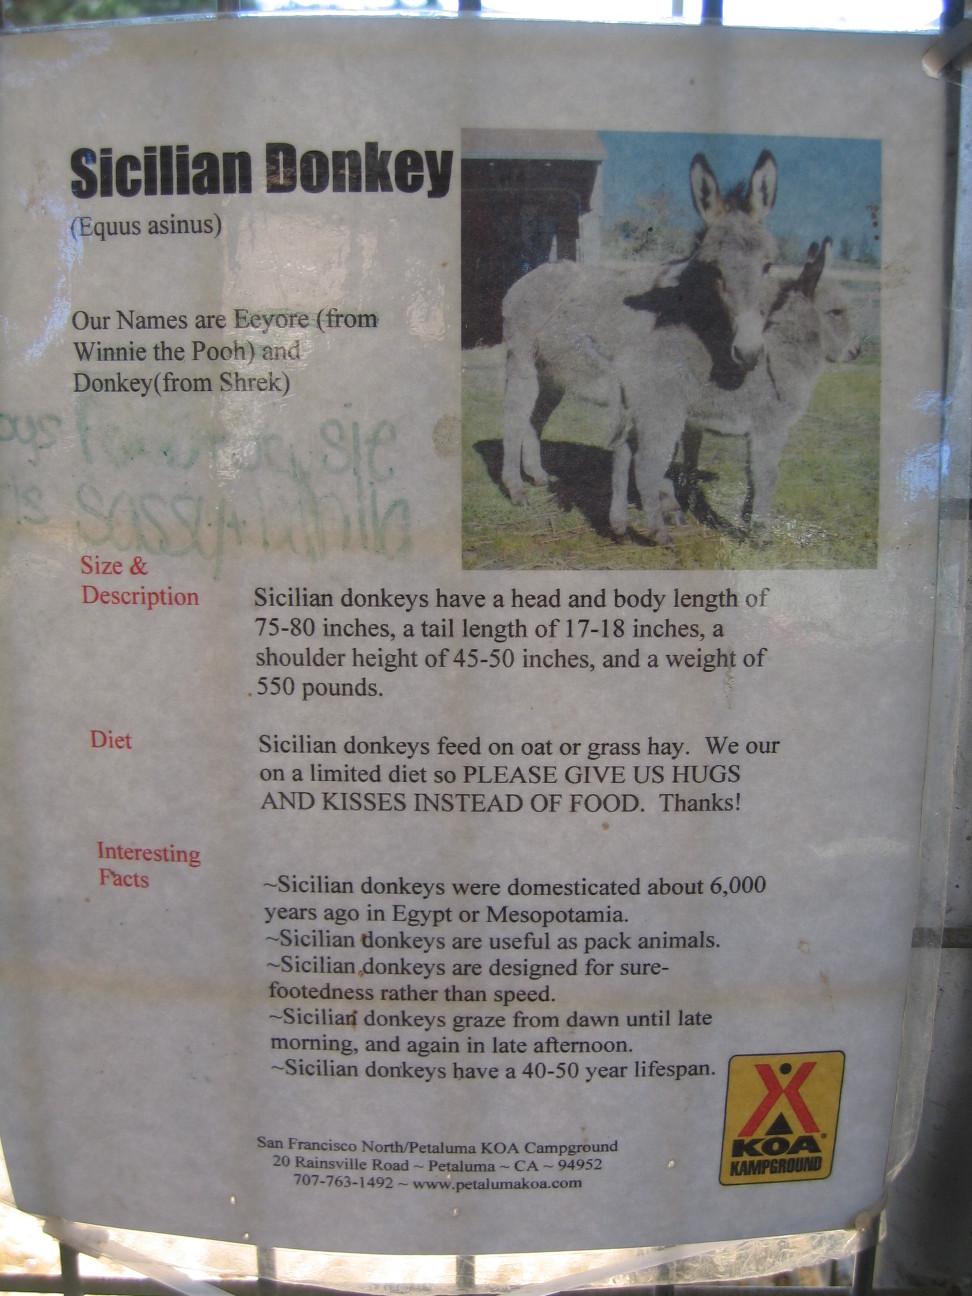 Sicilian Donkey
(Equus asinus)
Our Names are Eeyore (from
Winnie the Pooh) and
Donkey(from Shrek)
Size &
Description
Sicilian donkeys have a head and body length of
75-80 inches, a tail length of 17-18 inches, a
shoulder height of 45-50 inches, and a weight of
550 pounds.
Diet
Sicilian donkeys feed on oat or grass hay. We our
on a limited diet so PLEASE GIVE US HUGS
AND KISSES INSTEAD OF FOOD. Thanks!
Interesting
Facts
~Sicilian donkeys were domesticated about 6,000
years ago in Egypt or Mesopotamia.
~Sicilian donkeys are useful as pack animals.
~Sicilian donkeys are designed for sure-
footedness rather than speed.
~Sicilian donkeys graze from dawn until late
morning, and again in late afternoon.
~Sicilian donkeys have a 40-50 year lifespan.
KOA®
KAMPGROUND
San Francisco North/Petaluma KOA Campground
20 Rainsville Road ~ Petaluma ~ CA ~ 94952
707-763-1492 ~ www.petalumakoa.com